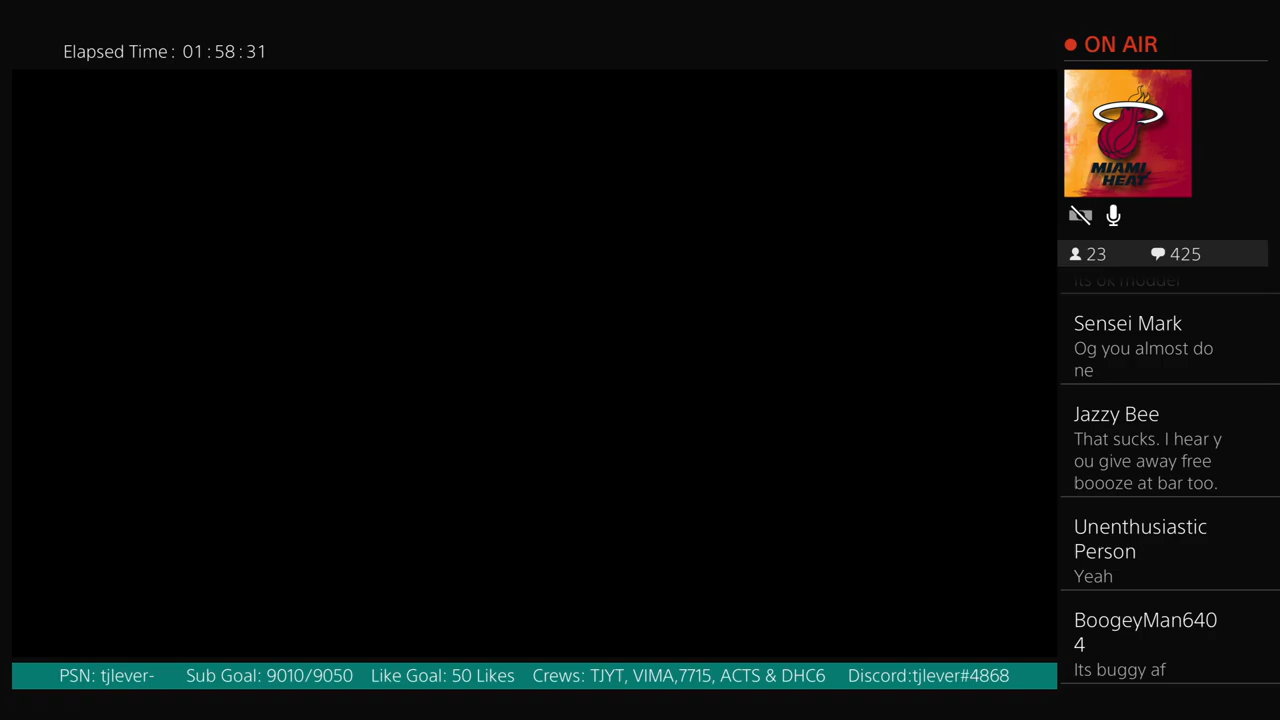 Elapsed Time: 01:58:31
ON AIR
MIAMI
HEAT
23 425
Its ok modder
Sensei Mark
Og you almost do
ne
Jazzy Bee
That sucks. I hear y
ou give away free
boooze at bar too.
Unenthusiastic
Person
Yeah
BoogeyMan640
4
Its buggy af
PSN: tjlever- Sub Goal: 9010/9050 Like Goal: 50 Likes Crews: TJYT, VIMA,7715, ACTS & DHC6 Discord:tjlever#4868